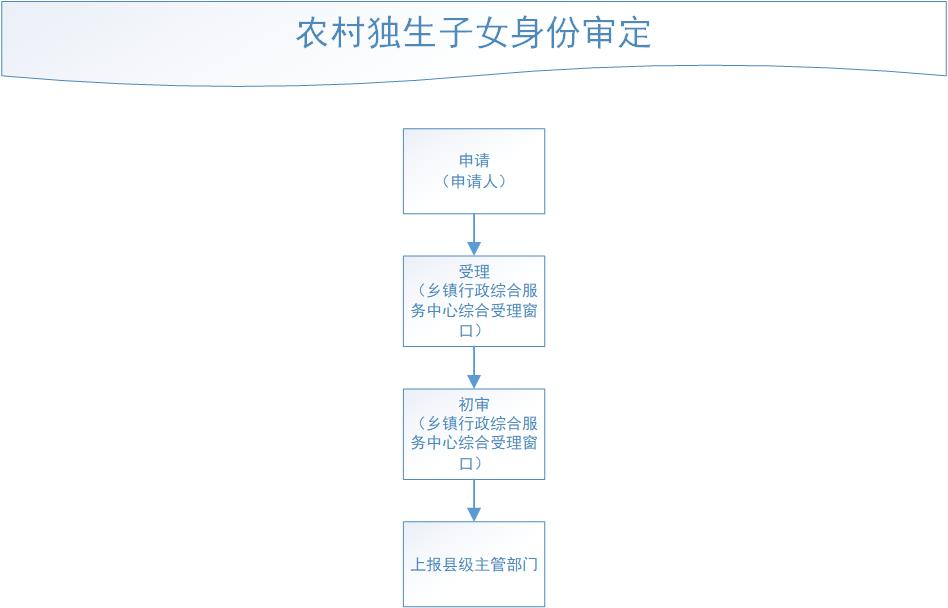 农村独生子女身份审定
申请
（申请人）
受理
（乡镇行政综合服
务中心综合受理窗
口）
初审
（乡镇行政综合服
务中心综合受理窗
口）
上报县级主管部门